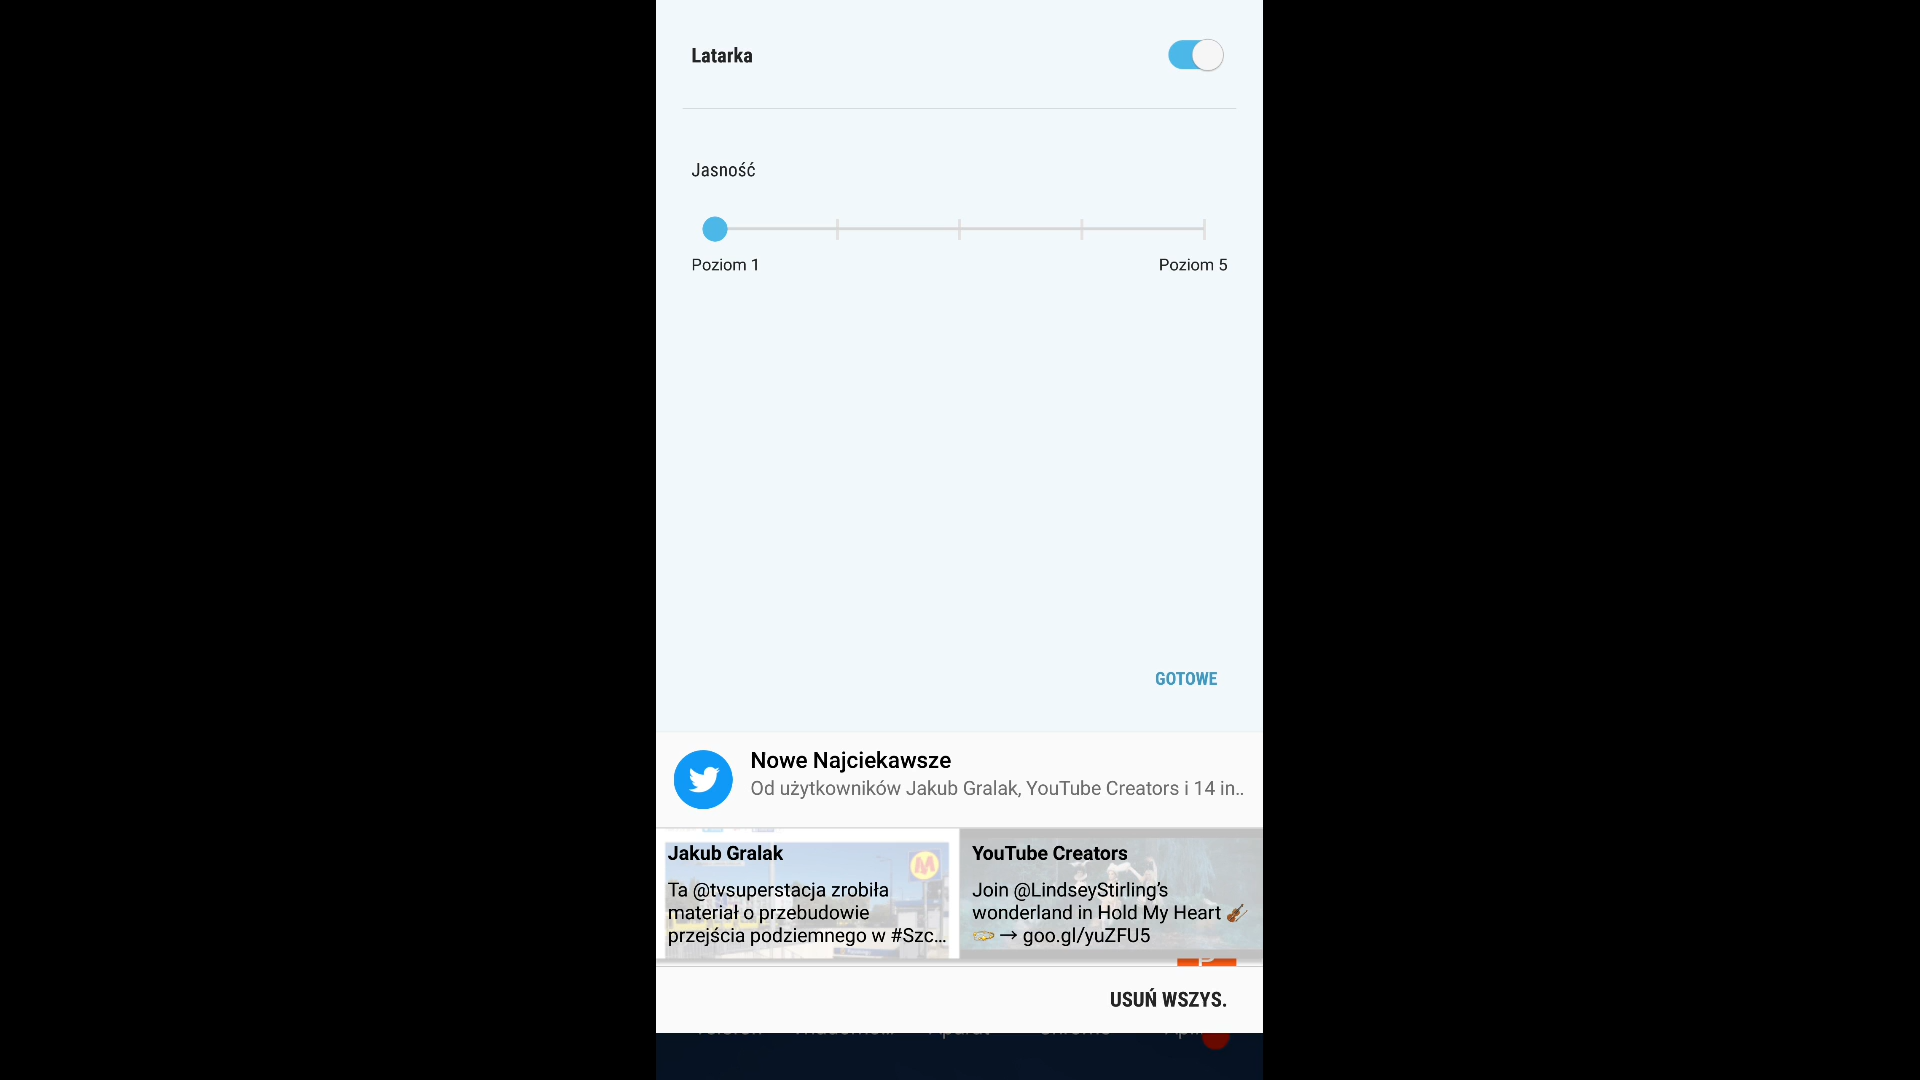 Latarka
Jasność
Poziom 1
Poziom 5
GOTOWE
Nowe Najciekawsze
Od użytkowników Jakub Gralak, YouTube Creators i 14 in..
Jakub Gralak
Ta @tvsuperstacja zrobiła
materiał o przebudowie
przejścia podziemnego w #Szc...
YouTube Creators
Join @LindseyStirling's
wonderland in Hold My Heart 🎻
→ goo.gl/yuZFU5
USUŃ WSZYS.